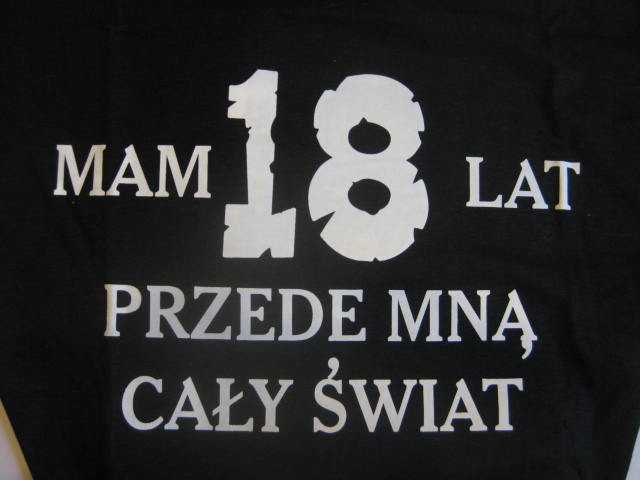 MAM 18 LAT
PRZEDE MNĄ
CAŁY ŚWIAT